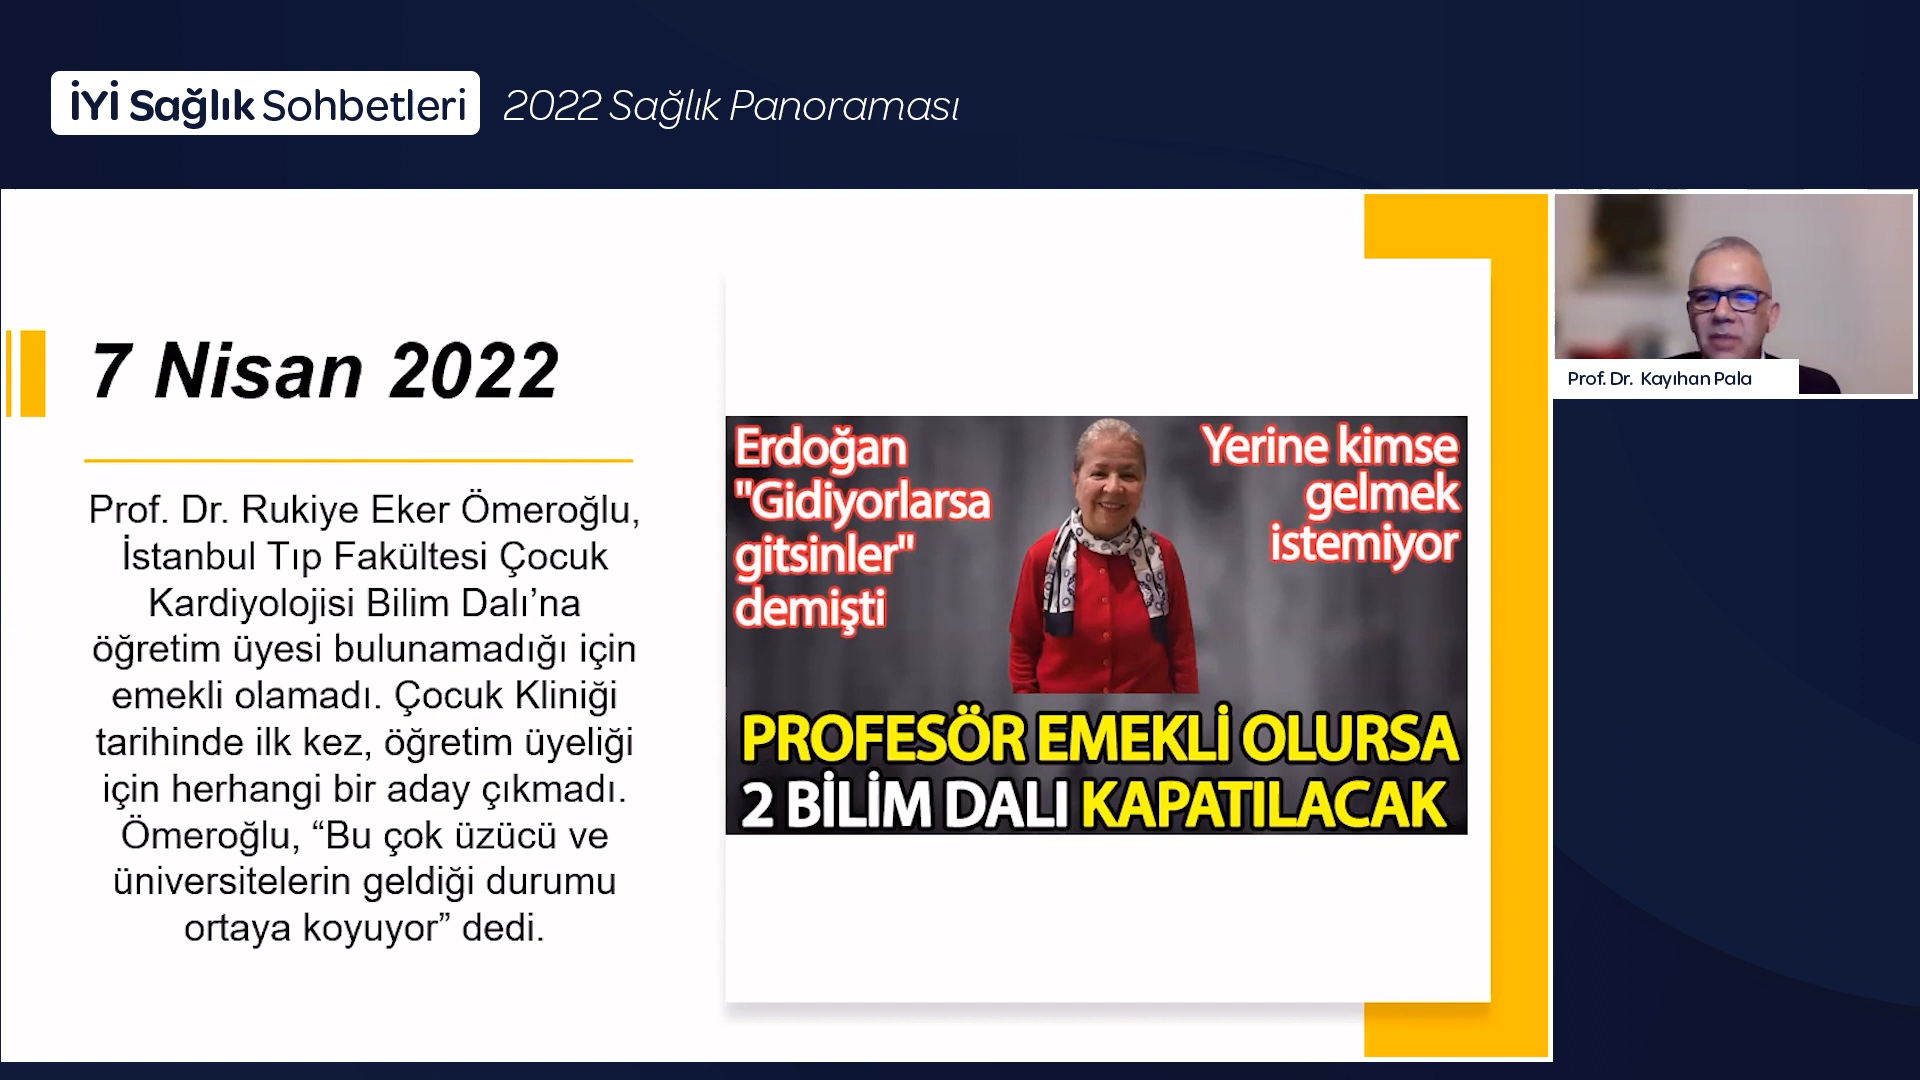 İYİ Sağlık Sohbetleri 2022 Sağlık Panoraması
7 Nisan 2022
Prof. Dr. Rukiye Eker Ömeroğlu,
İstanbul Tıp Fakültesi Çocuk
Kardiyolojisi Bilim Dalı’na
öğretim üyesi bulunamadığı için
emekli olamadı. Çocuk Kliniği
tarihinde ilk kez, öğretim üyeliği
için herhangi bir aday çıkmadı.
Ömeroğlu, “Bu çok üzücü ve
üniversitelerin geldiği durumu
ortaya koyuyor” dedi.
Erdoğan
"Gidiyorlarsa
gitsinler"
demişti
Yerine kimse
gelmek
istemiyor
PROFESÖR EMEKLİ OLURSA
2 BİLİM DALI KAPATILACAK
Prof. Dr. Kayıhan Pala